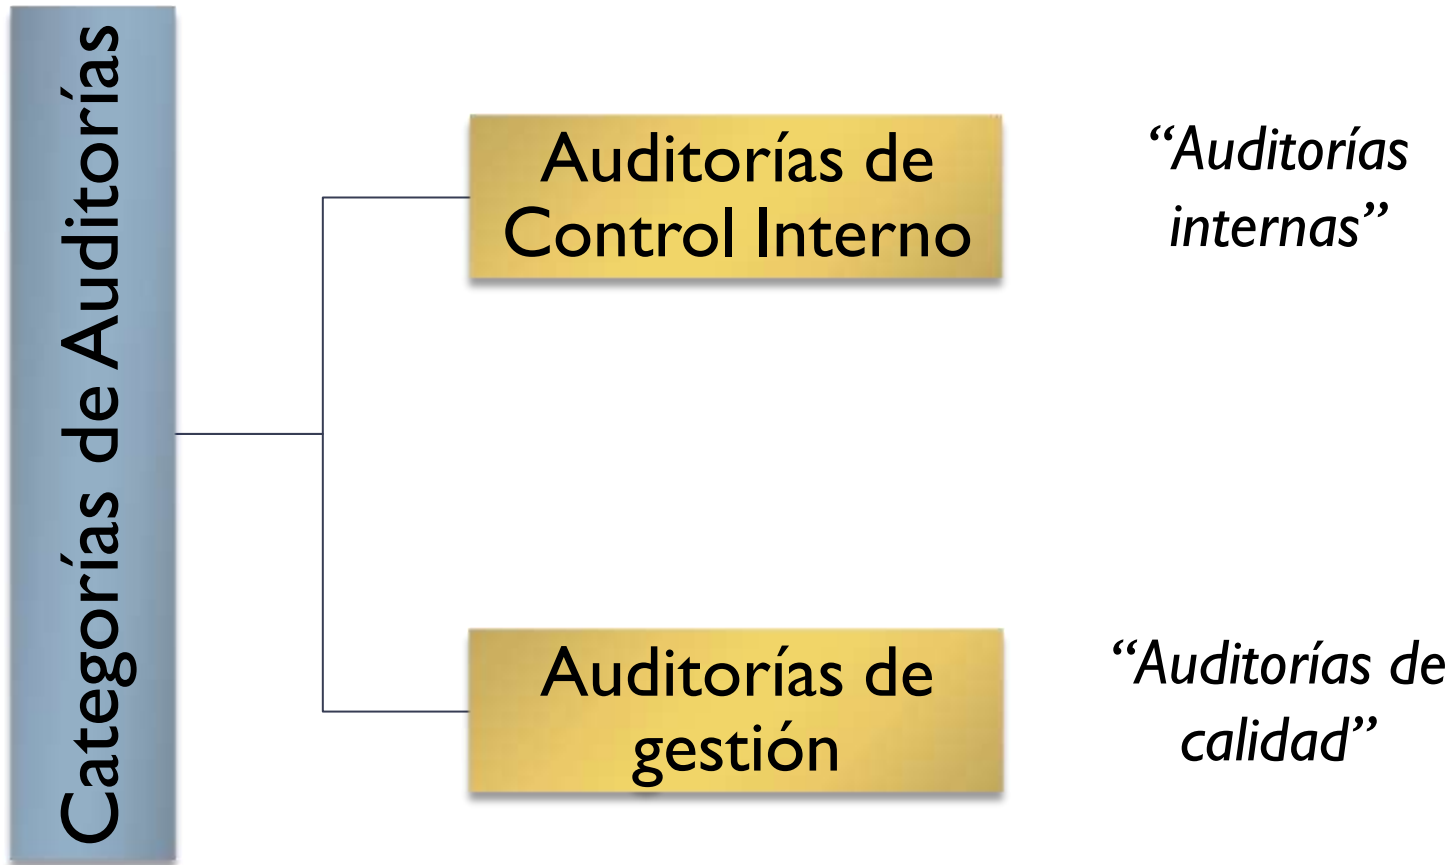 Categorías de Auditorías
Auditorías de
Control Interno
“Auditorías
internas”
Auditorías de
gestión
“Auditorías de
calidad”